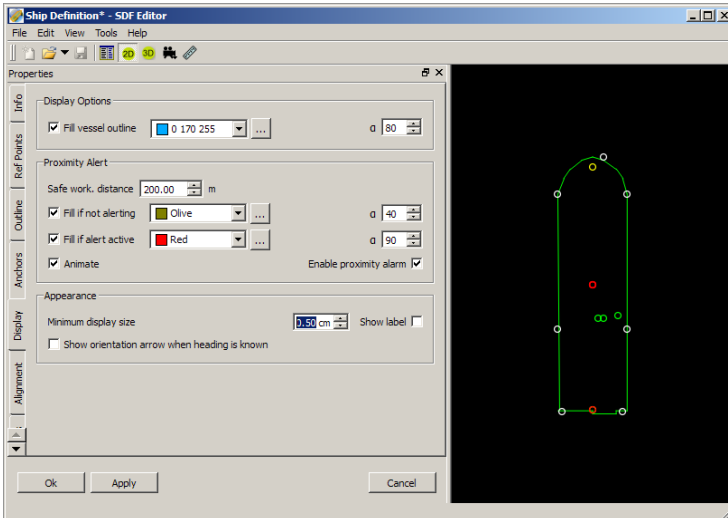 Ship Definition* - SDF Editor
File Edit View Tools Help
2D 3D
Properties
Info
Ref Points
Outline
Anchors
Display
Alignment
Display Options
Fill vessel outline 0 170 255 ... α 80
Proximity Alert
Safe work. distance 200.00 m
Fill if not alerting Olive ... α 40
Fill if alert active Red ... α 90
Animate Enable proximity alarm
Appearance
Minimum display size 0.50 cm Show label
Show orientation arrow when heading is known
Ok Apply Cancel